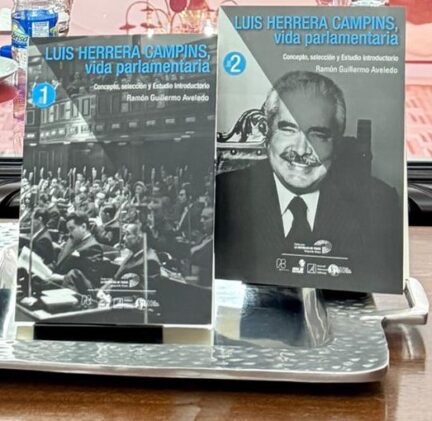 LUIS HERRERA CAMPINS,
vida parlamentaria
Concepto, selección y Estudio introductorio
Ramón Guillermo Aveledo
1
LUIS HERRERA CAMPINS,
vida parlamentaria
Concepto, selección y Estudio introductorio
Ramón Guillermo Aveledo
2